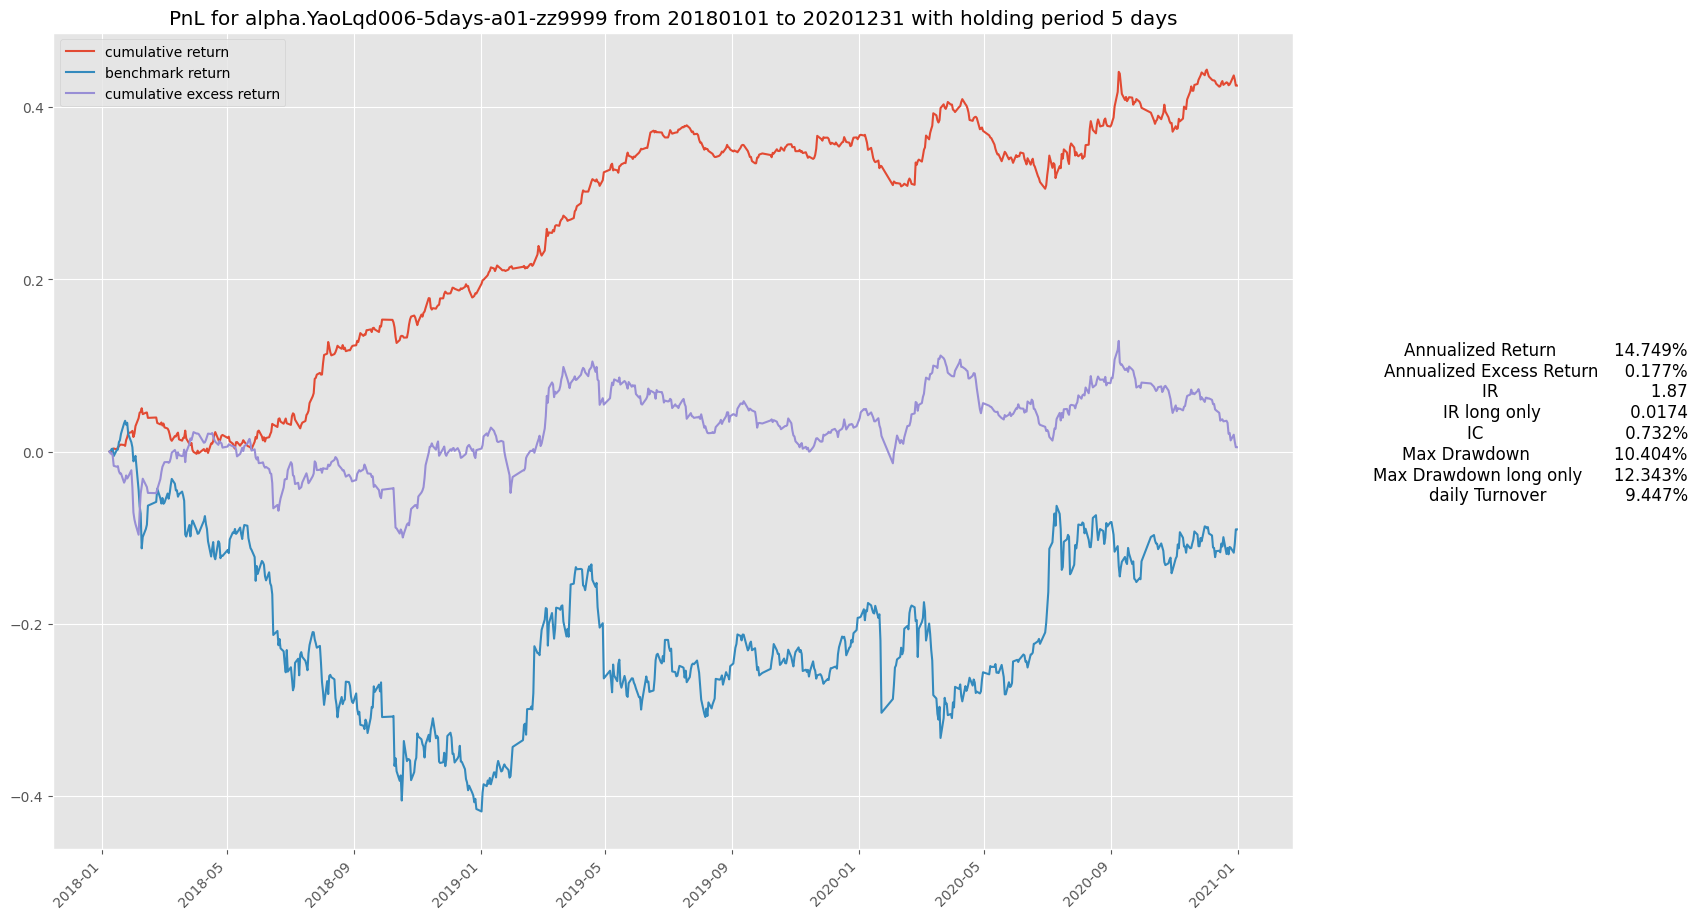 PnL for alpha.YaoLqd006-5days-a01-zz9999 from 20180101 to 20201231 with holding period 5 days
cumulative return
benchmark return
cumulative excess return
0.4
0.2
0.0
−0.2
−0.4
2018-01
2018-05
2018-09
2019-01
2019-05
2019-09
2020-01
2020-05
2020-09
2021-01
Annualized Return 14.749%
Annualized Excess Return 0.177%
IR 1.87
IR long only 0.0174
IC 0.732%
Max Drawdown 10.404%
Max Drawdown long only 12.343%
daily Turnover 9.447%